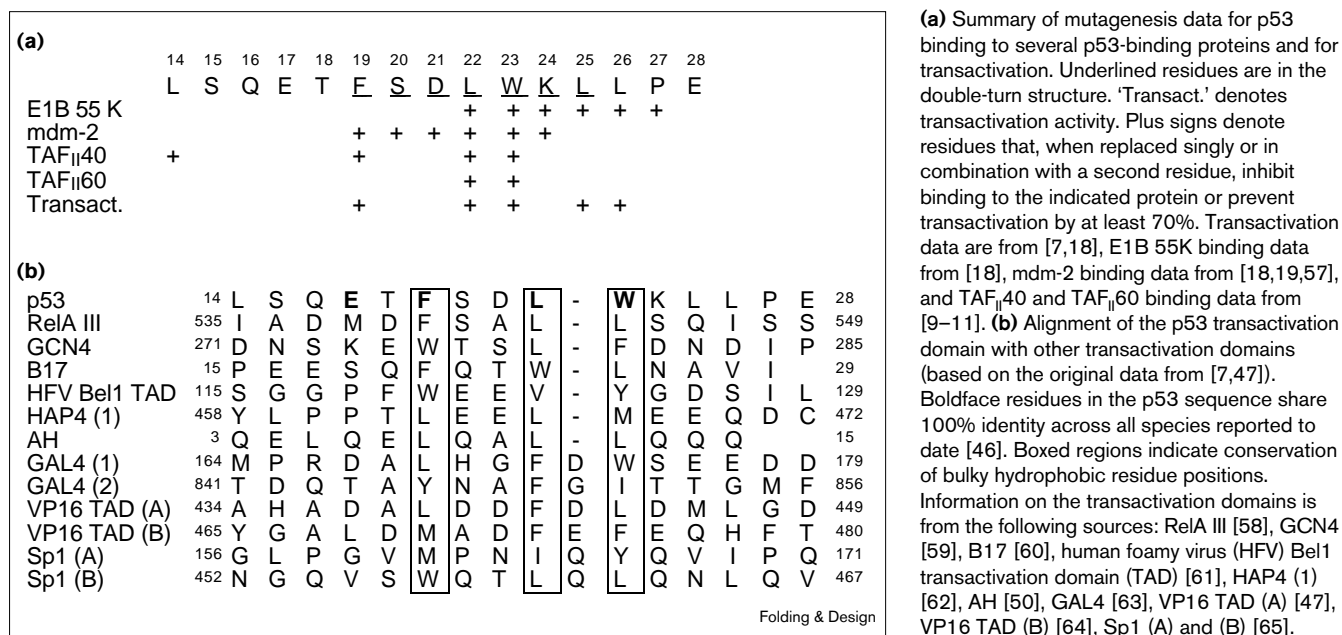 (a)
14 15 16 17 18 19 20 21 22 23 24 25 26 27 28
L S Q E T F S D L W K L L P E
E1B 55 K + + + + + +
mdm-2 + + + + + +
TAFII40 + + + +
TAFII60 + +
Transact. + + + + +
(b)
p53 14 L S Q E T F S D L - W K L L P E 28
RelA III 535 I A D M D F S A L - L S Q I S S 549
GCN4 271 D N S K E W T S L - F D N D I P 285
B17 15 P E E S Q F Q T W - L N A V I 29
HFV Bel1 TAD 115 S G G P F W E E V - Y G D S I L 129
HAP4 (1) 458 Y L P P T L E E L - M E E Q D C 472
AH 3 Q E L Q E L Q A L - L Q Q Q 15
GAL4 (1) 164 M P R D A L H G F D W S E E D D 179
GAL4 (2) 841 T D Q T A Y N A F G I T T G M F 856
VP16 TAD (A) 434 A H A D A L D D F D L D M L G D 449
VP16 TAD (B) 465 Y G A L D M A D F E F E Q H F T 480
Sp1 (A) 156 G L P G V M P N I Q Y Q V I P Q 171
Sp1 (B) 452 N G Q V S W Q T L Q L Q N L Q V 467
Folding & Design
(a) Summary of mutagenesis data for p53
binding to several p53-binding proteins and for
transactivation. Underlined residues are in the
double-turn structure. 'Transact.' denotes
transactivation activity. Plus signs denote
residues that, when replaced singly or in
combination with a second residue, inhibit
binding to the indicated protein or prevent
transactivation by at least 70%. Transactivation
data are from [7,18], E1B 55K binding data
from [18], mdm-2 binding data from [18,19,57],
and TAFII40 and TAFII60 binding data from
[9–11]. (b) Alignment of the p53 transactivation
domain with other transactivation domains
(based on the original data from [7,47]).
Boldface residues in the p53 sequence share
100% identity across all species reported to
date [46]. Boxed regions indicate conservation
of bulky hydrophobic residue positions.
Information on the transactivation domains is
from the following sources: RelA III [58], GCN4
[59], B17 [60], human foamy virus (HFV) Bel1
transactivation domain (TAD) [61], HAP4 (1)
[62], AH [50], GAL4 [63], VP16 TAD (A) [47],
VP16 TAD (B) [64], Sp1 (A) and (B) [65].